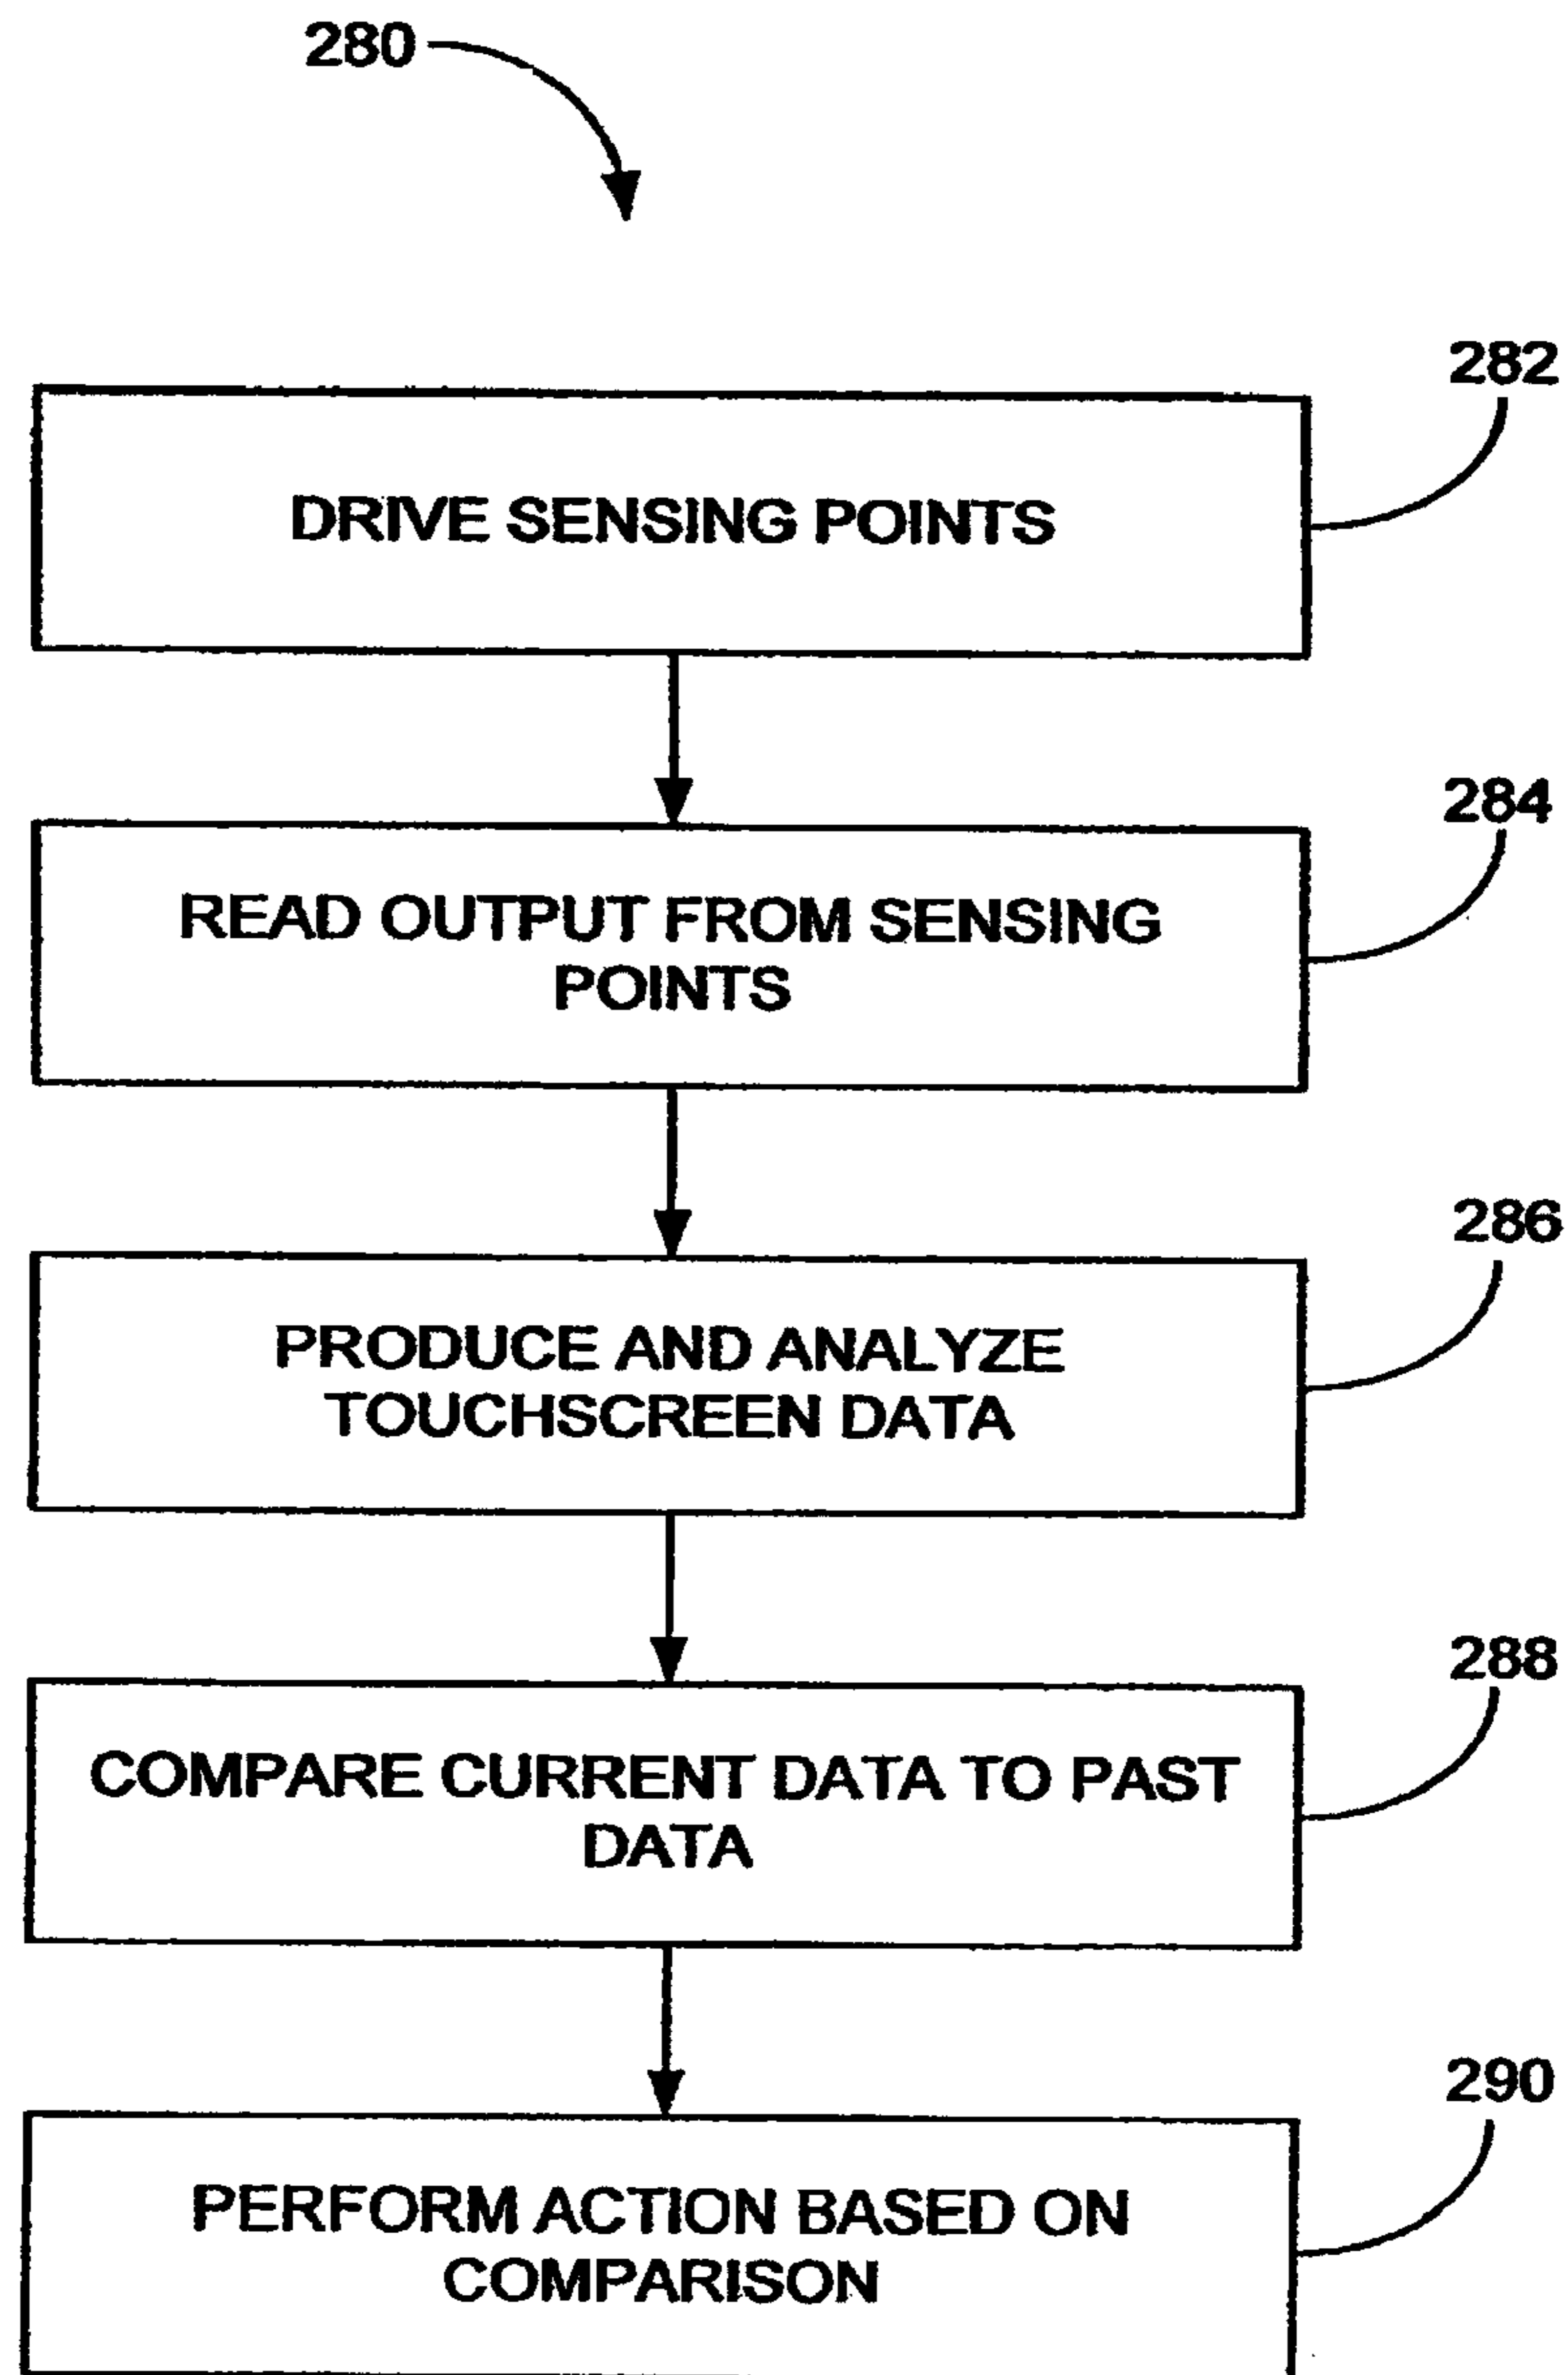 280
282
DRIVE SENSING POINTS
284
READ OUTPUT FROM SENSING
POINTS
286
PRODUCE AND ANALYZE
TOUCHSCREEN DATA
288
COMPARE CURRENT DATA TO PAST
DATA
290
PERFORM ACTION BASED ON
COMPARISON